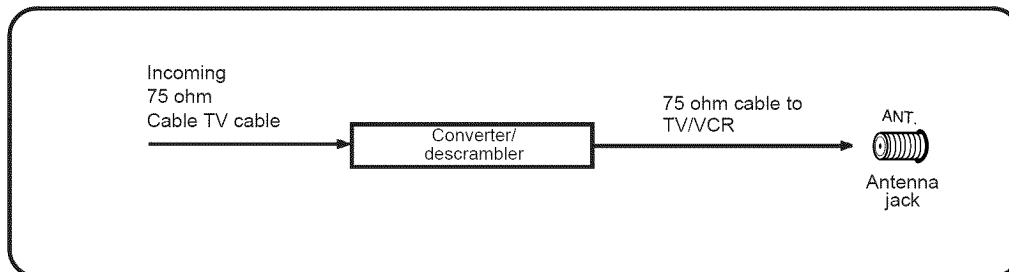 Incoming
75 ohm
Cable TV cable
Converter/
descrambler
75 ohm cable to
TV/VCR
ANT.
Antenna
jack